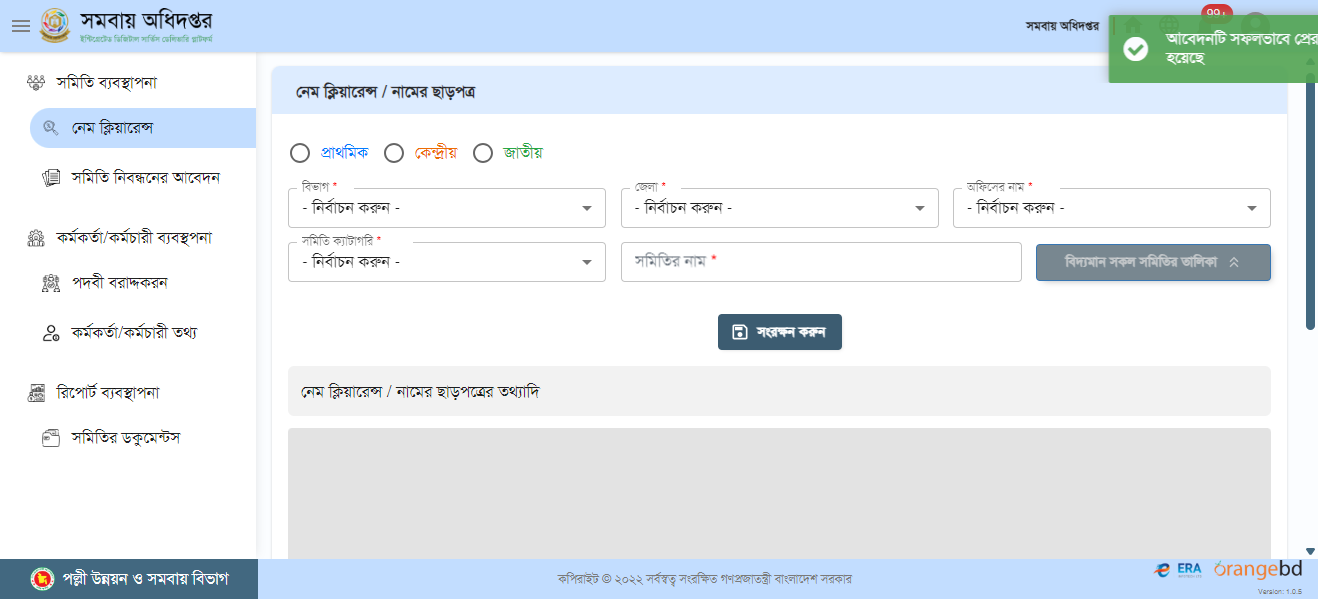 সমবায় অধিদপ্তর
ইন্টিগ্রেটেড ডিজিটাল সার্ভিস ডেলিভারি প্লাটফর্ম
সমবায় অধিদপ্তর
99+
আবেদনটি সফলভাবে প্রের
হয়েছে
সমিতি ব্যবস্থাপনা
নেম ক্লিয়ারেন্স
সমিতি নিবন্ধনের আবেদন
কর্মকর্তা/কর্মচারী ব্যবস্থপনা
পদবী বরাদ্দকরন
কর্মকর্তা/কর্মচারী তথ্য
রিপোর্ট ব্যবস্থাপনা
সমিতির ডকুমেন্টস
পল্লী উন্নয়ন ও সমবায় বিভাগ
নেম ক্লিয়ারেন্স / নামের ছাড়পত্র
প্রাথমিক কেন্দ্রীয় জাতীয়
বিভাগ * জেলা * অফিসের নাম *
- নির্বাচন করুন - - নির্বাচন করুন - - নির্বাচন করুন -
সমিতি ক্যাটাগরি *
- নির্বাচন করুন - সমিতির নাম * বিদ্যমান সকল সমিতির তালিকা
সংরক্ষন করুন
নেম ক্লিয়ারেন্স / নামের ছাড়পত্রের তথ্যাদি
কপিরাইট © ২০২২ সর্বস্বত্ব সংরক্ষিত গণপ্রজাতন্ত্রী বাংলাদেশ সরকার
ERA orangebd
Version: 1.0.5